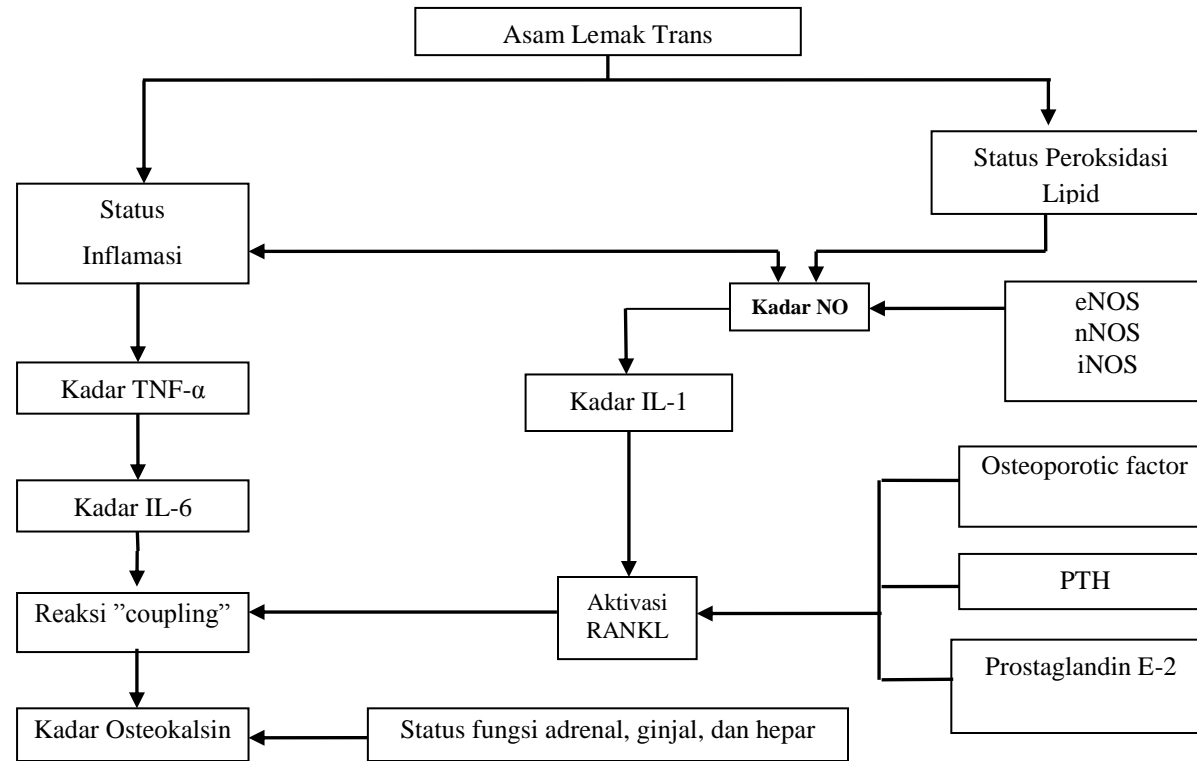 Asam Lemak Trans
Status Peroksidasi
Lipid
Status
Inflamasi
Kadar NO
eNOS
nNOS
iNOS
Kadar TNF-α
Kadar IL-1
Osteoporotic factor
Kadar IL-6
PTH
Reaksi ”coupling”
Aktivasi
RANKL
Prostaglandin E-2
Kadar Osteokalsin
Status fungsi adrenal, ginjal, dan hepar